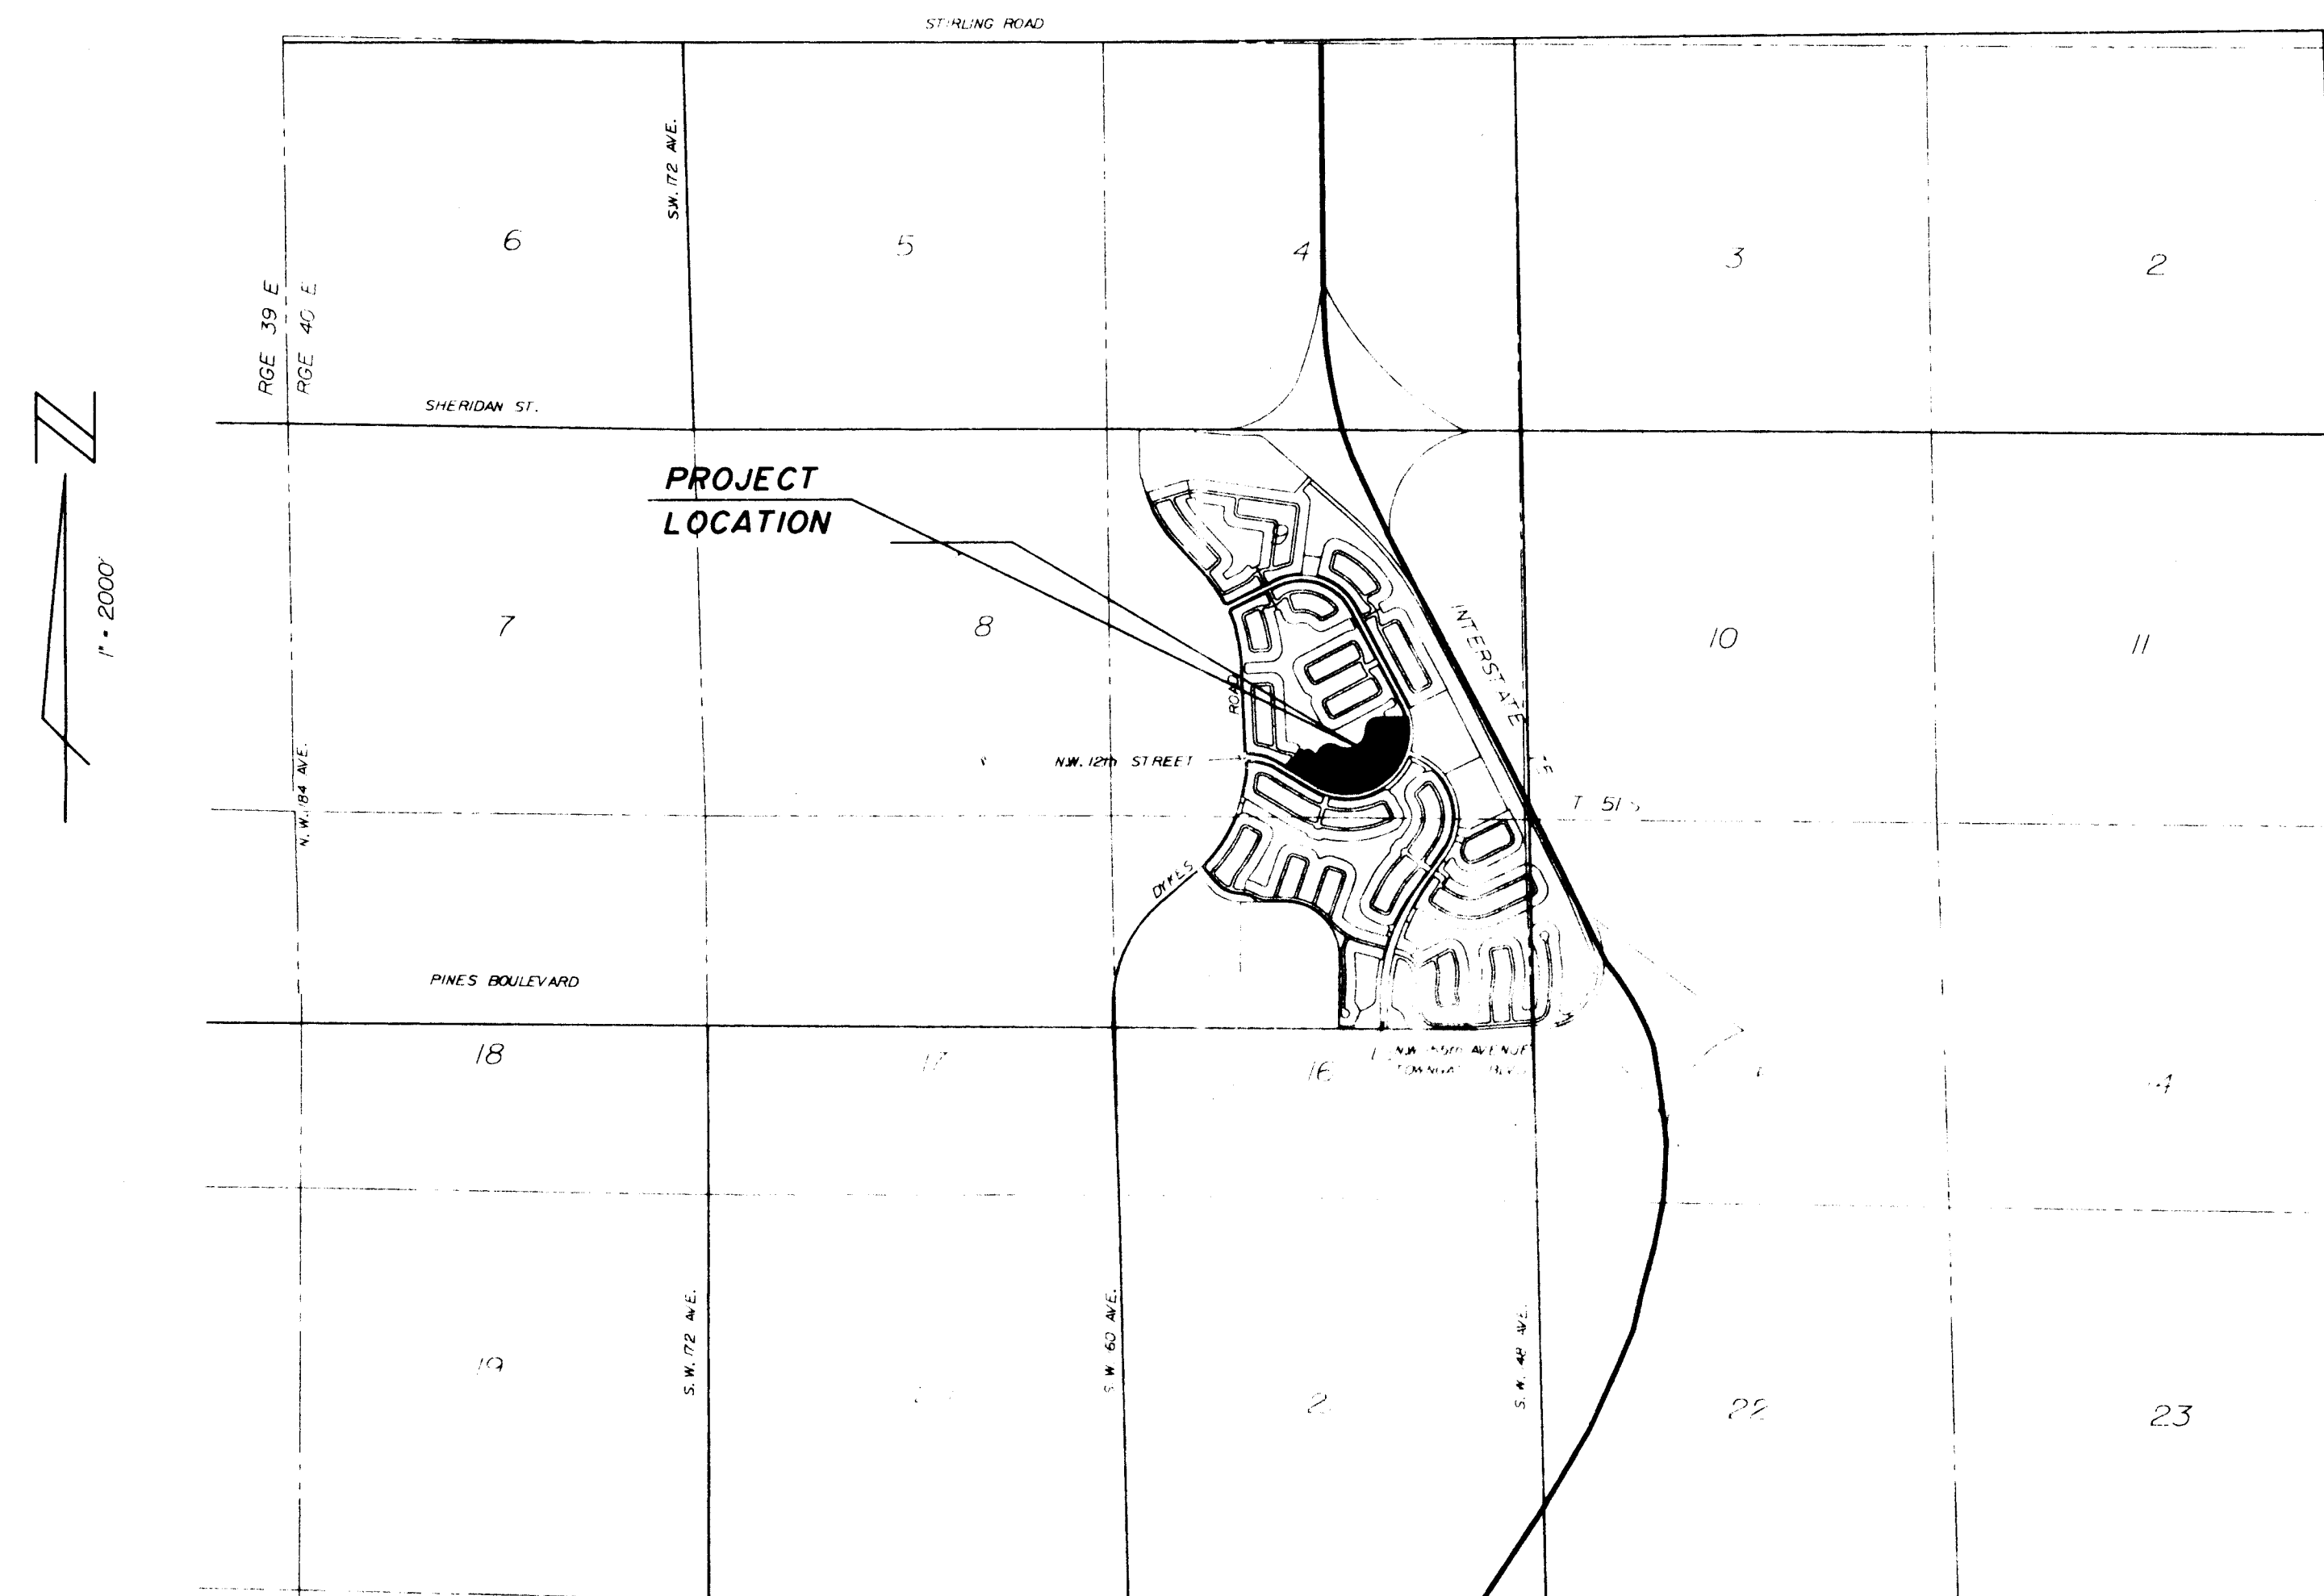 STIRLING ROAD
S.W. 172 AVE.
6
5
4
3
2
RGE 39 E
RGE 40 E
SHERIDAN ST.
Z
PROJECT
LOCATION
1" = 2000'
7
8
10
11
INTERSTATE
ROAD
N.W. 184 AVE.
N.W. 12th STREET
T 51 S
DYKES
PINES BOULEVARD
18
17
16
AVENUE
19
S.W. 172 AVE.
S.W. 60 AVE.
2
S.W. 48 AVE.
22
23